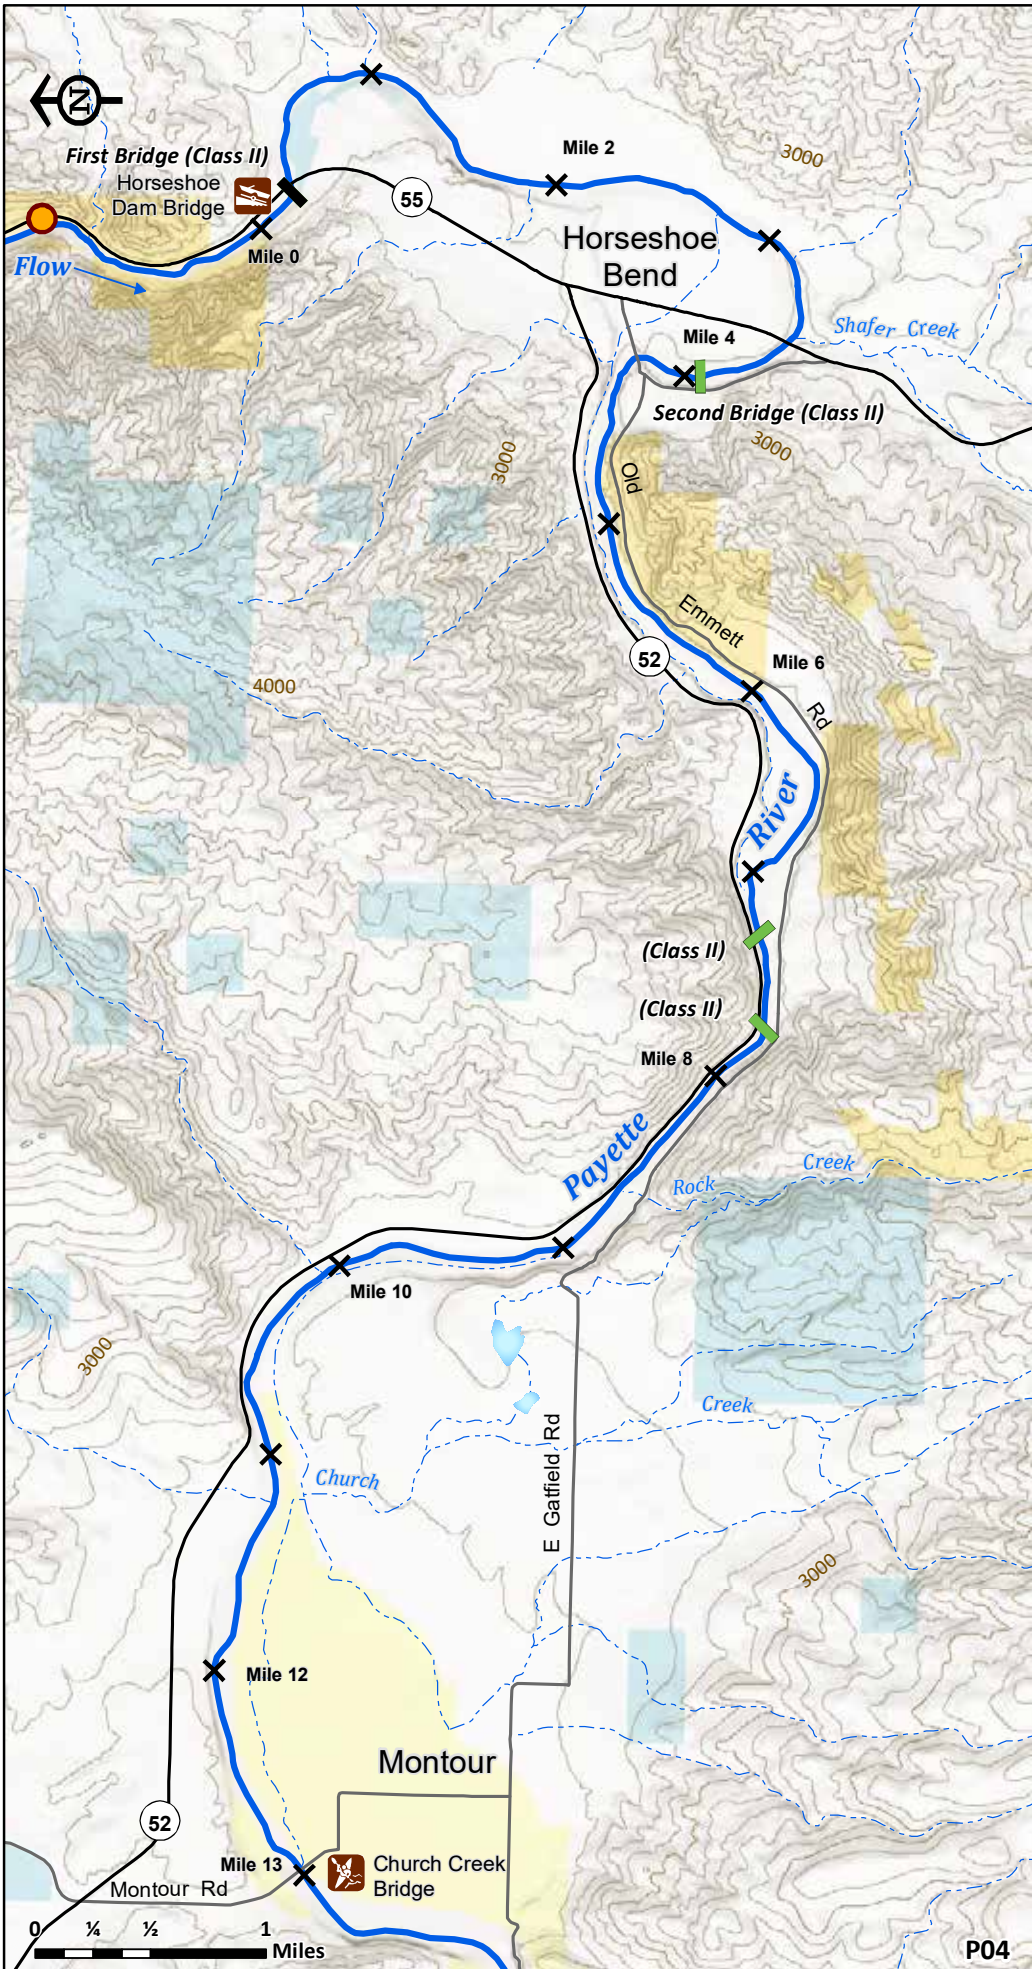 N
First Bridge (Class II)
Horseshoe
Dam Bridge
Mile 0
Flow
55
Mile 2
3000
Horseshoe
Bend
Shafer Creek
Mile 4
Second Bridge (Class II)
3000
3000
Old
Emmett
Rd
52
Mile 6
4000
River
(Class II)
(Class II)
Mile 8
Payette
Rock
Creek
Mile 10
3000
Creek
Church
E Gatfield Rd
3000
Mile 12
Montour
52
Mile 13
Church Creek
Bridge
Montour Rd
0 ¼ ½ 1
Miles
P04